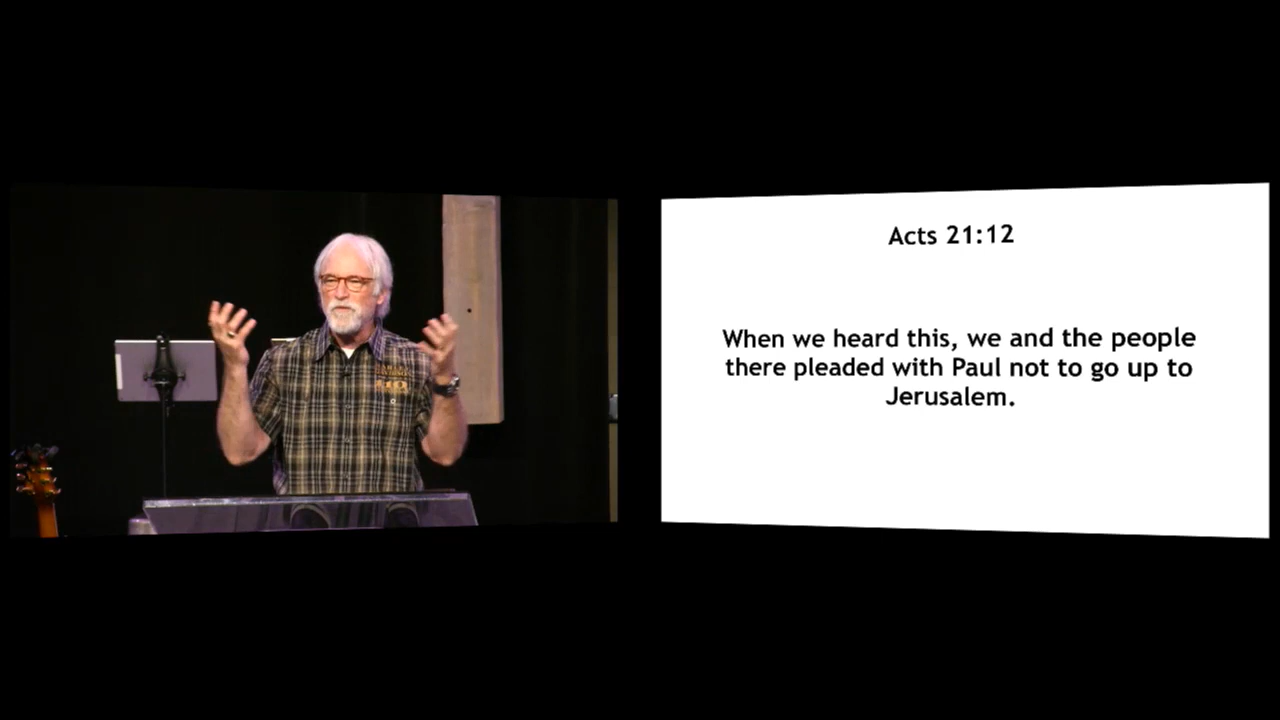 Acts 21:12
When we heard this, we and the people
there pleaded with Paul not to go up to
Jerusalem.